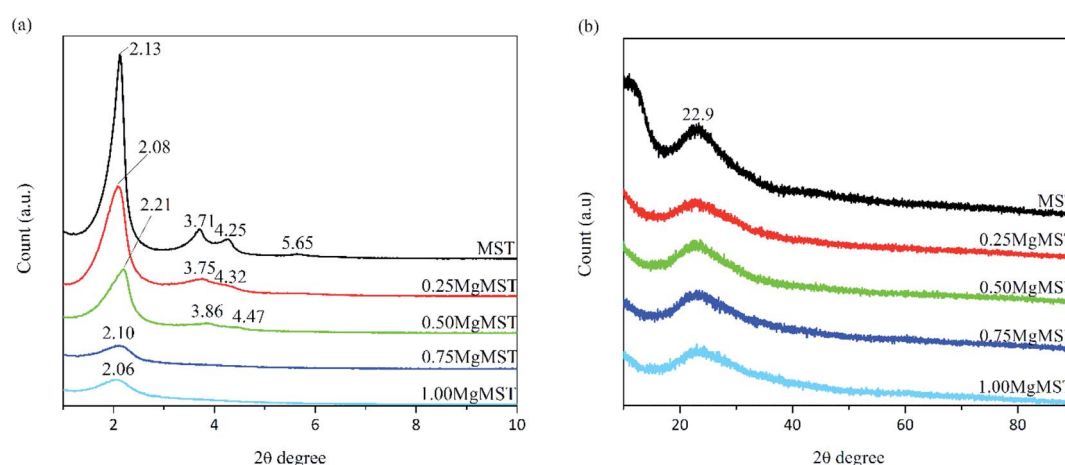 (a)
2.13
2.08
2.21
3.71
4.25
5.65
MST
3.75
4.32
0.25MgMST
3.86
4.47
0.50MgMST
2.10
0.75MgMST
2.06
1.00MgMST
Count (a.u.)
2 4 6 8 10
2θ degree
(b)
22.9
MST
0.25MgMST
0.50MgMST
0.75MgMST
1.00MgMST
Count (a.u)
20 40 60 80
2θ degree